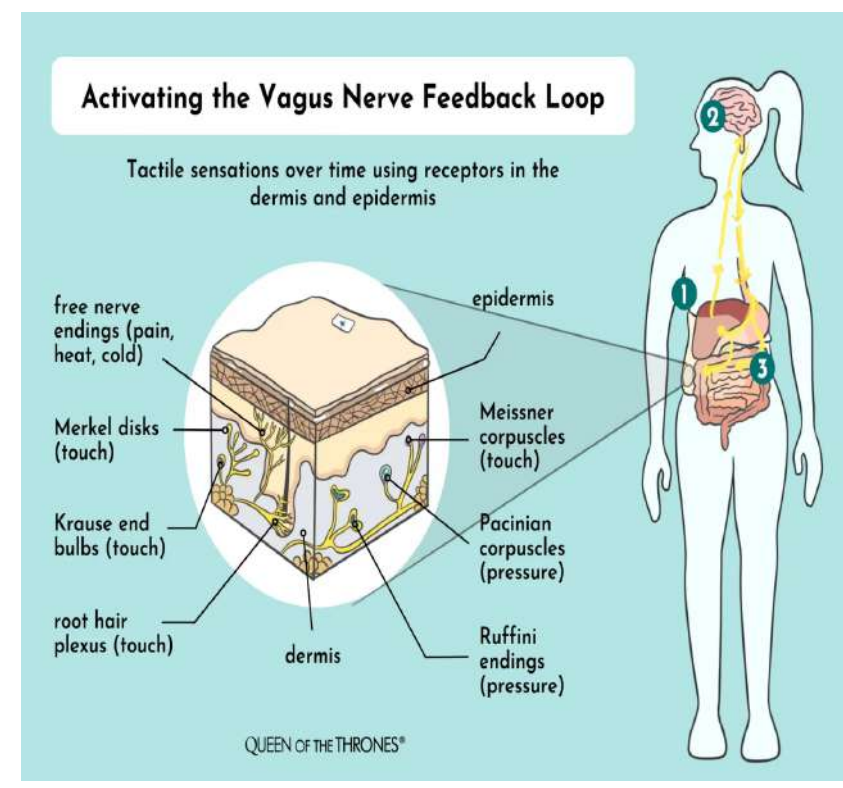 Activating the Vagus Nerve Feedback Loop
Tactile sensations over time using receptors in the
dermis and epidermis
free nerve
endings (pain,
heat, cold)
Merkel disks
(touch)
Krause end
bulbs (touch)
root hair
plexus (touch)
dermis
epidermis
Meissner
corpuscles
(touch)
Pacinian
corpuscles
(pressure)
Ruffini
endings
(pressure)
2
1
3
QUEEN OF THE THRONES®